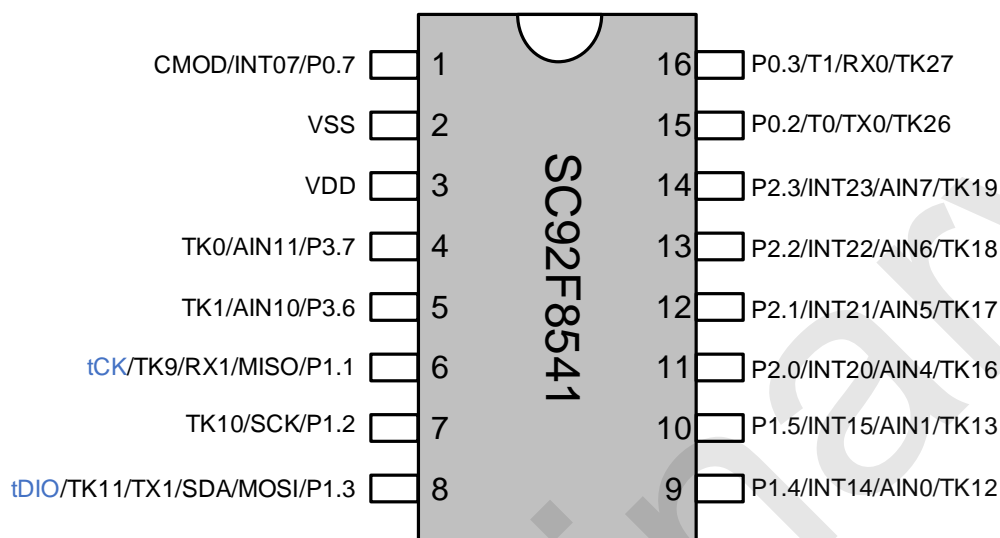 CMOD/INT07/P0.7 1 16 P0.3/T1/RX0/TK27
VSS 2 15 P0.2/T0/TX0/TK26
VDD 3 14 P2.3/INT23/AIN7/TK19
TK0/AIN11/P3.7 4 13 P2.2/INT22/AIN6/TK18
TK1/AIN10/P3.6 5 12 P2.1/INT21/AIN5/TK17
tCK/TK9/RX1/MISO/P1.1 6 11 P2.0/INT20/AIN4/TK16
TK10/SCK/P1.2 7 10 P1.5/INT15/AIN1/TK13
tDIO/TK11/TX1/SDA/MOSI/P1.3 8 9 P1.4/INT14/AIN0/TK12
SC92F8541